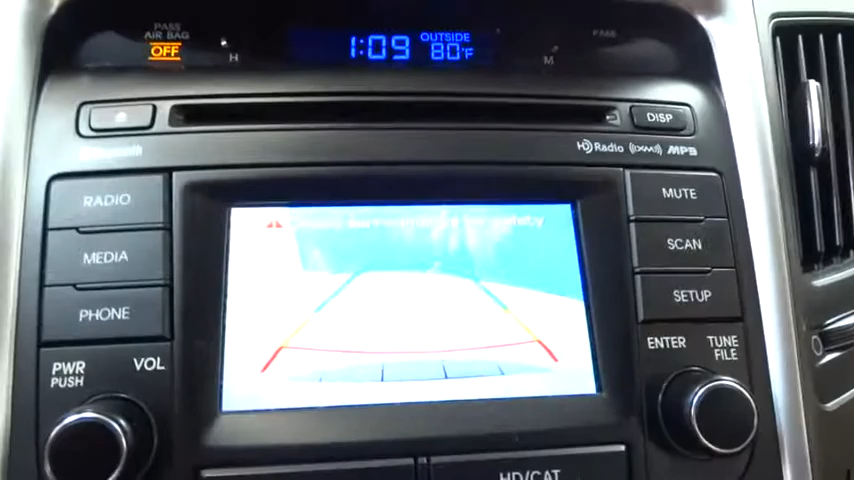 PASS
AIR BAG
OFF
H
1:09
OUTSIDE
80°F
M
DISP
Bluetooth
HD Radio ((XM)) MP3
RADIO
MEDIA
PHONE
MUTE
SCAN
SETUP
PWR
PUSH
VOL
ENTER
TUNE
FILE
HD/CAT